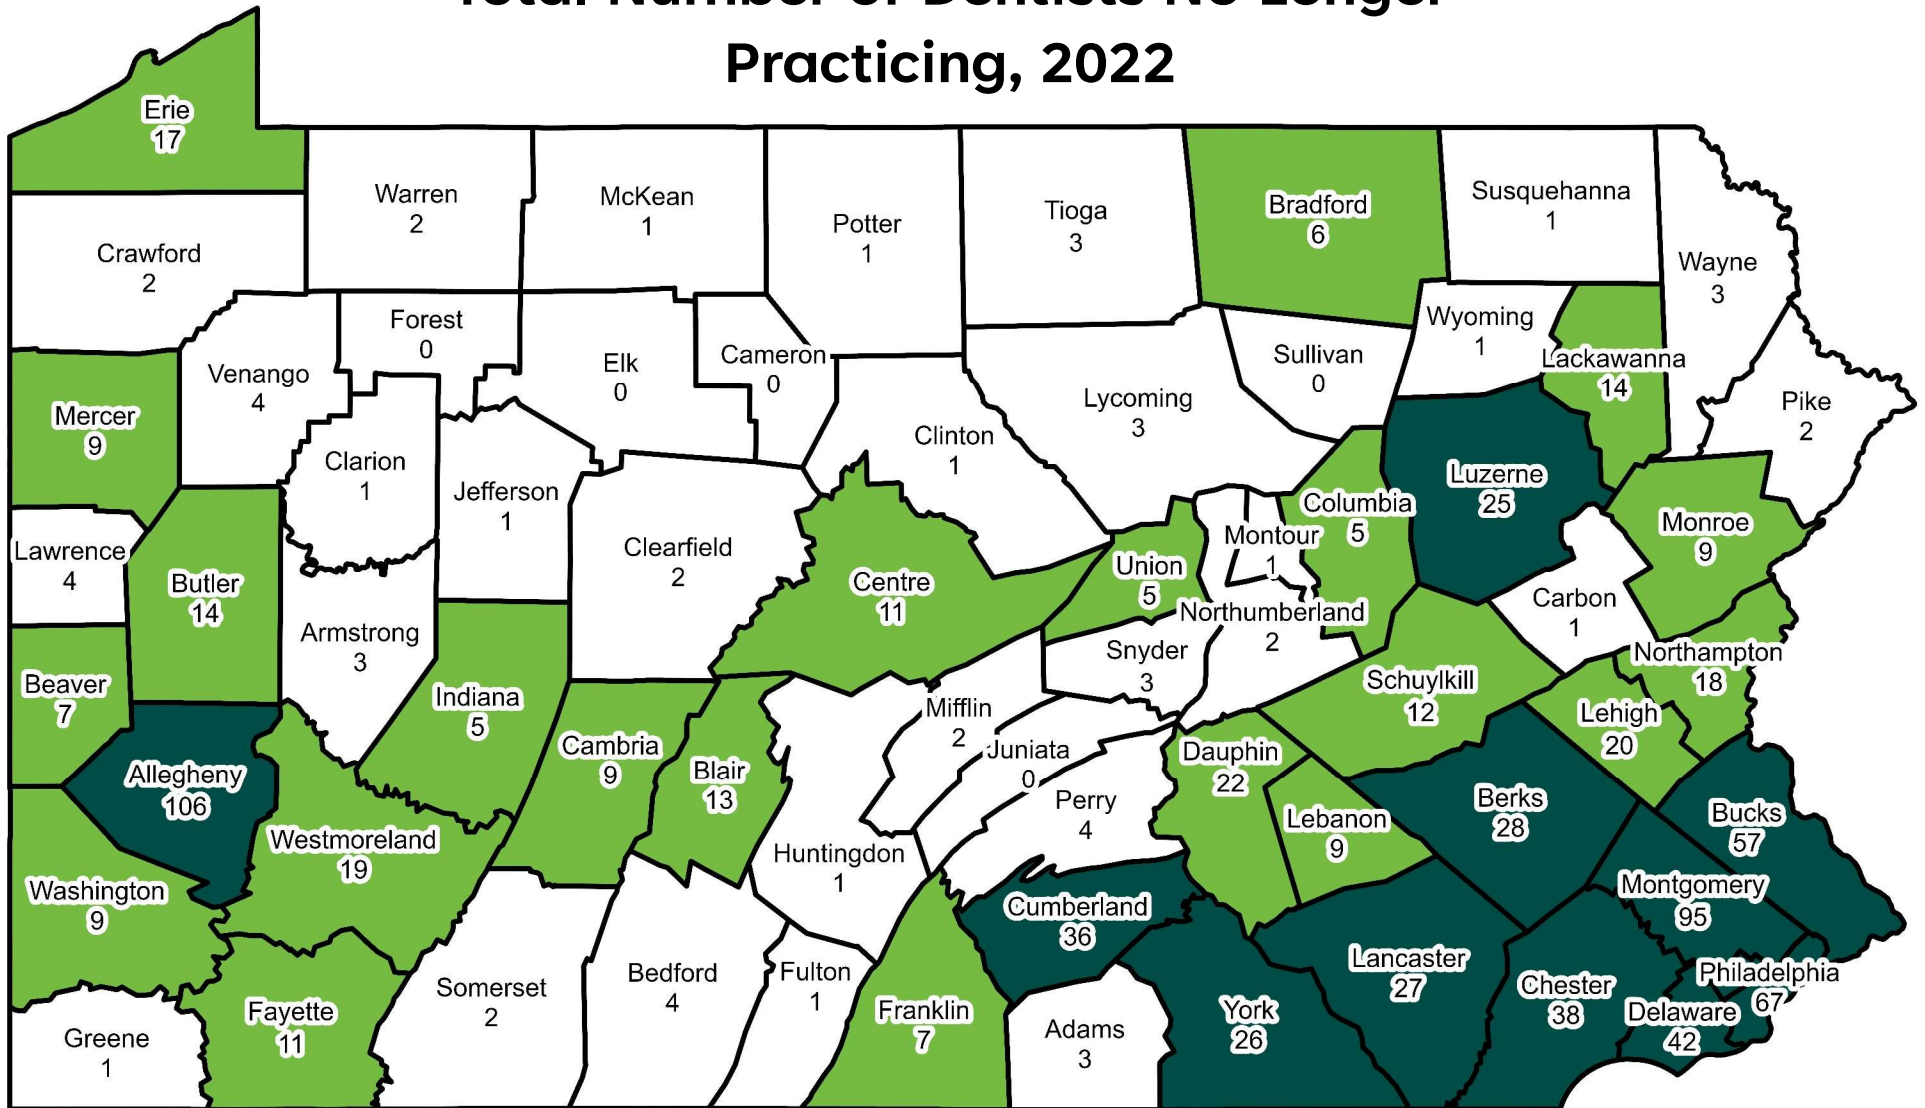 Total Number of Dentists No Longer
Practicing, 2022
Erie
17
Warren
2
McKean
1
Potter
1
Tioga
3
Bradford
6
Susquehanna
1
Wayne
3
Crawford
2
Forest
0
Elk
0
Cameron
0
Sullivan
0
Wyoming
1
Lackawanna
14
Pike
2
Mercer
9
Venango
4
Clarion
1
Jefferson
1
Clinton
1
Lycoming
3
Columbia
5
Luzerne
25
Monroe
9
Lawrence
4
Butler
14
Armstrong
3
Clearfield
2
Centre
11
Union
5
Montour
1
Northumberland
2
Snyder
3
Carbon
1
Northampton
18
Beaver
7
Indiana
5
Cambria
9
Blair
13
Mifflin
2
Juniata
0
Perry
4
Dauphin
22
Schuylkill
12
Lehigh
20
Allegheny
106
Westmoreland
19
Huntingdon
1
Lebanon
9
Berks
28
Bucks
57
Washington
9
Cumberland
36
Montgomery
95
Greene
1
Fayette
11
Somerset
2
Bedford
4
Fulton
1
Franklin
7
Adams
3
York
26
Lancaster
27
Chester
38
Delaware
42
Philadelphia
67